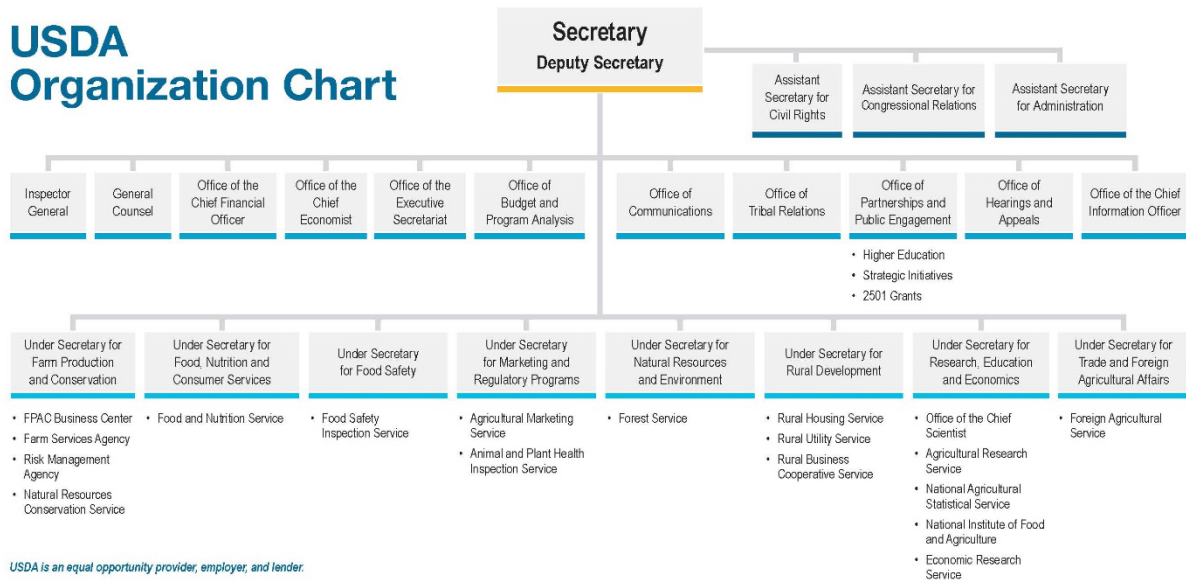 USDA
Organization Chart
Secretary
Deputy Secretary
Assistant
Secretary for
Civil Rights
Assistant Secretary for
Congressional Relations
Assistant Secretary
for Administration
Inspector
General
General
Counsel
Office of the
Chief Financial
Officer
Office of the
Chief
Economist
Office of the
Executive
Secretariat
Office of
Budget and
Program Analysis
Office of
Communications
Office of
Tribal Relations
Office of
Partnerships and
Public Engagement
• Higher Education
• Strategic Initiatives
• 2501 Grants
Office of
Hearings and
Appeals
Office of the Chief
Information Officer
Under Secretary for
Farm Production
and Conservation
• FPAC Business Center
• Farm Services Agency
• Risk Management
Agency
• Natural Resources
Conservation Service
Under Secretary for
Food, Nutrition and
Consumer Services
• Food and Nutrition Service
Under Secretary
for Food Safety
• Food Safety
Inspection Service
Under Secretary
for Marketing and
Regulatory Programs
• Agricultural Marketing
Service
• Animal and Plant Health
Inspection Service
Under Secretary for
Natural Resources
and Environment
• Forest Service
Under Secretary for
Rural Development
• Rural Housing Service
• Rural Utility Service
• Rural Business
Cooperative Service
Under Secretary for
Research, Education
and Economics
• Office of the Chief
Scientist
• Agricultural Research
Service
• National Agricultural
Statistical Service
• National Institute of Food
and Agriculture
• Economic Research
Service
Under Secretary for
Trade and Foreign
Agricultural Affairs
• Foreign Agricultural
Service
USDA is an equal opportunity provider, employer, and lender.